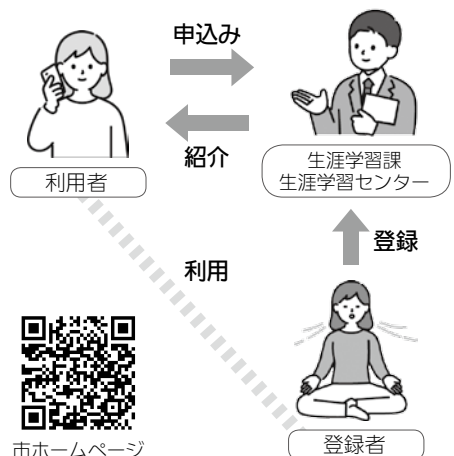 申込み
紹介
利用者
生涯学習課
生涯学習センター
登録
利用
登録者
市ホームページ